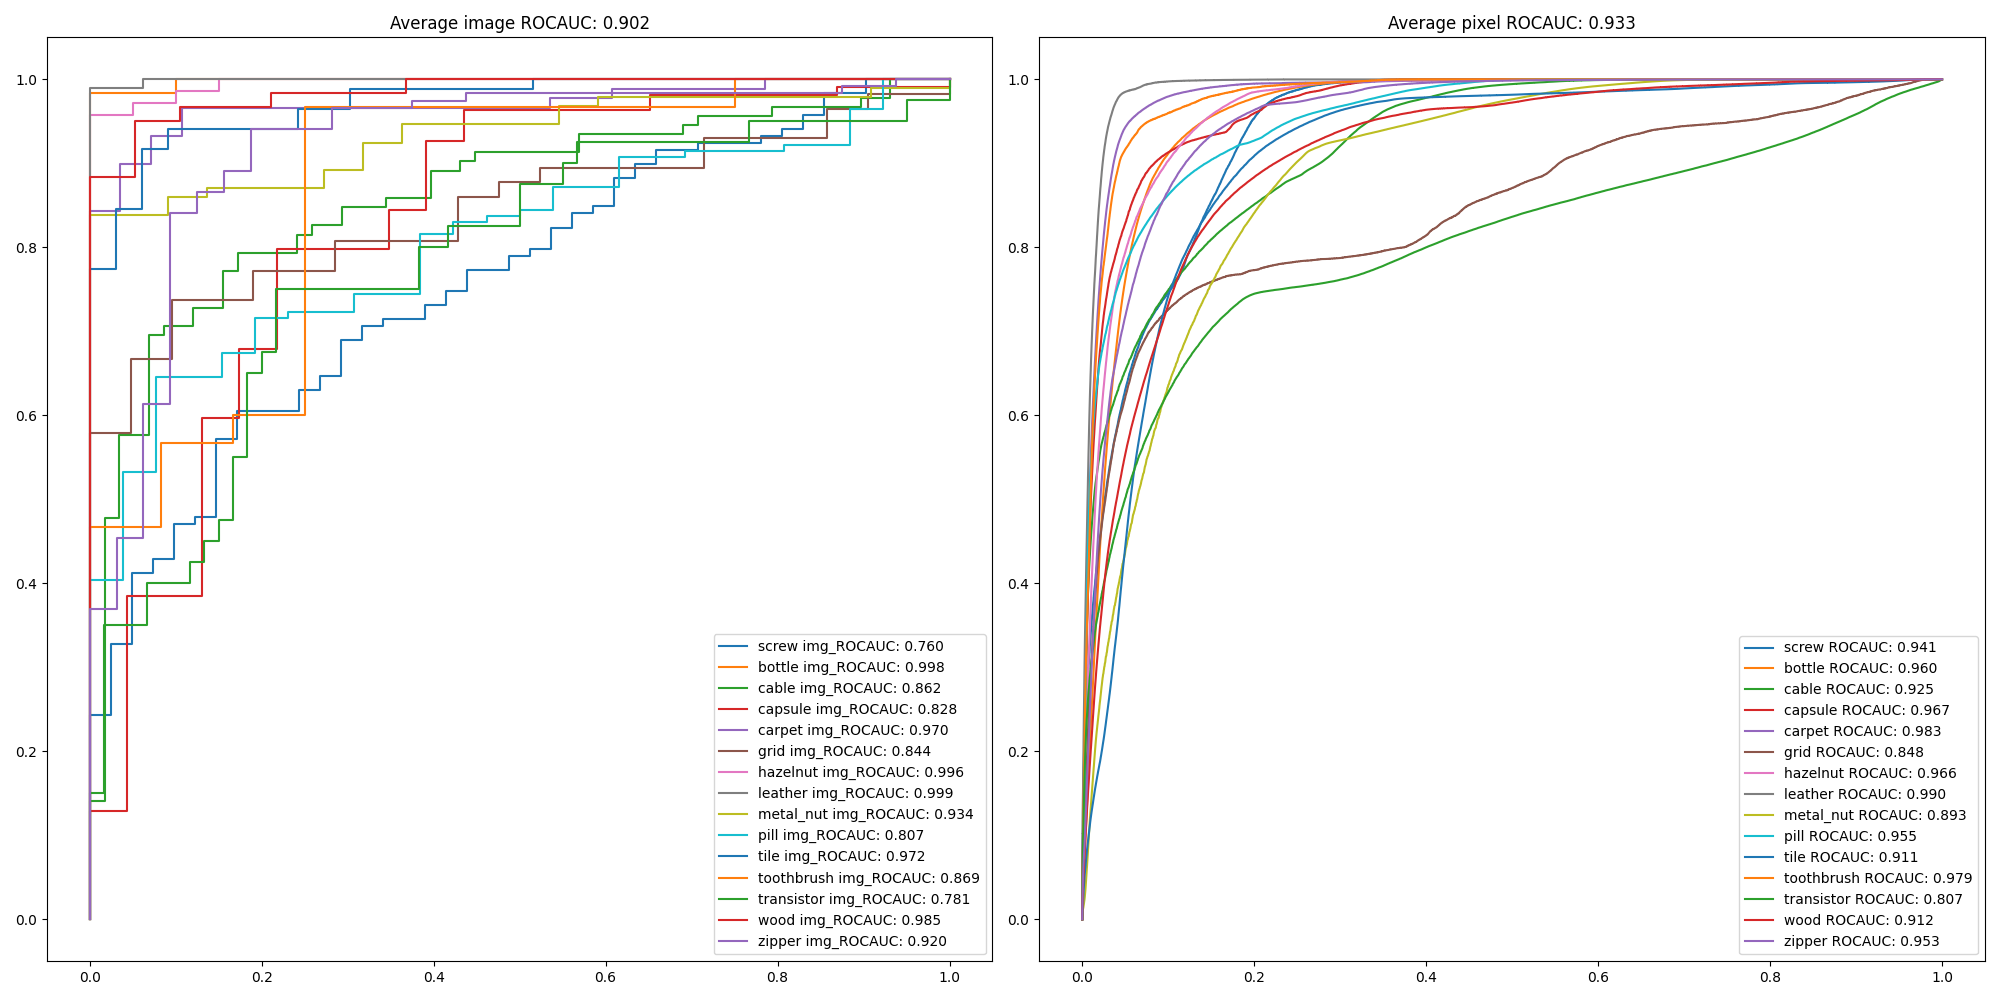 Average image ROCAUC: 0.902
1.0
0.8
0.6
0.4
0.2
0.0
0.0 0.2 0.4 0.6 0.8 1.0
screw img_ROCAUC: 0.760
bottle img_ROCAUC: 0.998
cable img_ROCAUC: 0.862
capsule img_ROCAUC: 0.828
carpet img_ROCAUC: 0.970
grid img_ROCAUC: 0.844
hazelnut img_ROCAUC: 0.996
leather img_ROCAUC: 0.999
metal_nut img_ROCAUC: 0.934
pill img_ROCAUC: 0.807
tile img_ROCAUC: 0.972
toothbrush img_ROCAUC: 0.869
transistor img_ROCAUC: 0.781
wood img_ROCAUC: 0.985
zipper img_ROCAUC: 0.920
Average pixel ROCAUC: 0.933
1.0
0.8
0.6
0.4
0.2
0.0
0.0 0.2 0.4 0.6 0.8 1.0
screw ROCAUC: 0.941
bottle ROCAUC: 0.960
cable ROCAUC: 0.925
capsule ROCAUC: 0.967
carpet ROCAUC: 0.983
grid ROCAUC: 0.848
hazelnut ROCAUC: 0.966
leather ROCAUC: 0.990
metal_nut ROCAUC: 0.893
pill ROCAUC: 0.955
tile ROCAUC: 0.911
toothbrush ROCAUC: 0.979
transistor ROCAUC: 0.807
wood ROCAUC: 0.912
zipper ROCAUC: 0.953